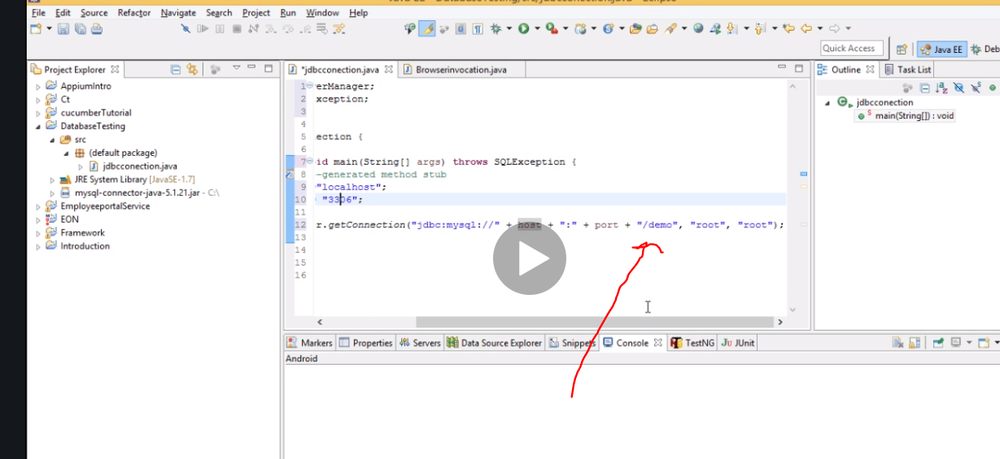 File Edit Source Refactor Navigate Search Project Run Window Help
Quick Access
Java EE
Deb
Project Explorer
AppiumIntro
Ct
cucumberTutorial
DatabaseTesting
src
(default package)
jdbcconection.java
JRE System Library [JavaSE-1.7]
mysql-connector-java-5.1.21.jar - C:\
EmployeeportalService
EON
Framework
Introduction
*jdbcconection.java
Browserinvocation.java
1 erManager;
2 xception;
3
4
5 ection {
6
7 id main(String[] args) throws SQLException {
8 -generated method stub
9 "localhost";
10 "3306";
11
12 r.getConnection("jdbc:mysql://" + host + ":" + port + "/demo", "root", "root");
13
14
15
16
Outline
Task List
jdbcconection
main(String[]) : void
Markers Properties Servers Data Source Explorer Snippets Console TestNG JUnit
Android